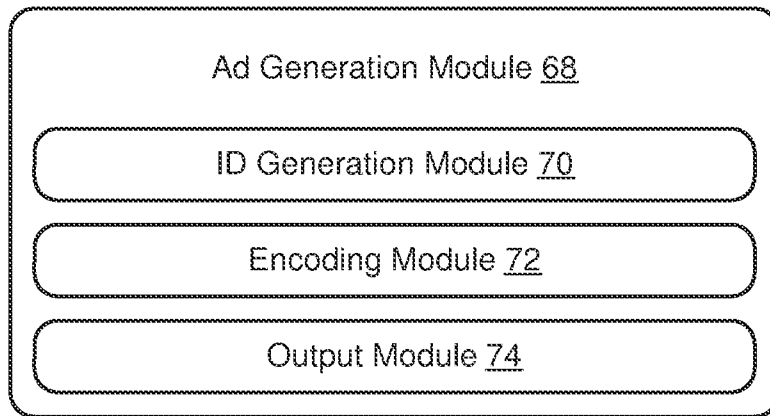 Ad Generation Module 68
ID Generation Module 70
Encoding Module 72
Output Module 74